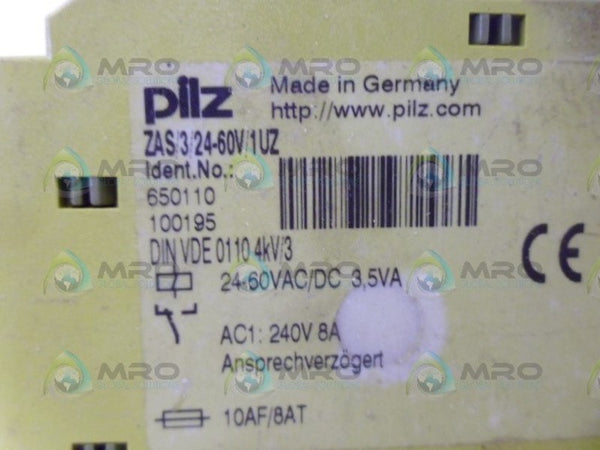 pilz
Made in Germany
http://www.pilz.com
ZAS/3/24-60V/1UZ
Ident.No.:
650110
100195
DIN VDE 0110 4kV/3
CE
24-60VAC/DC 3,5VA
AC1: 240V 8A
Ansprechverzögert
10AF/8AT
MRO